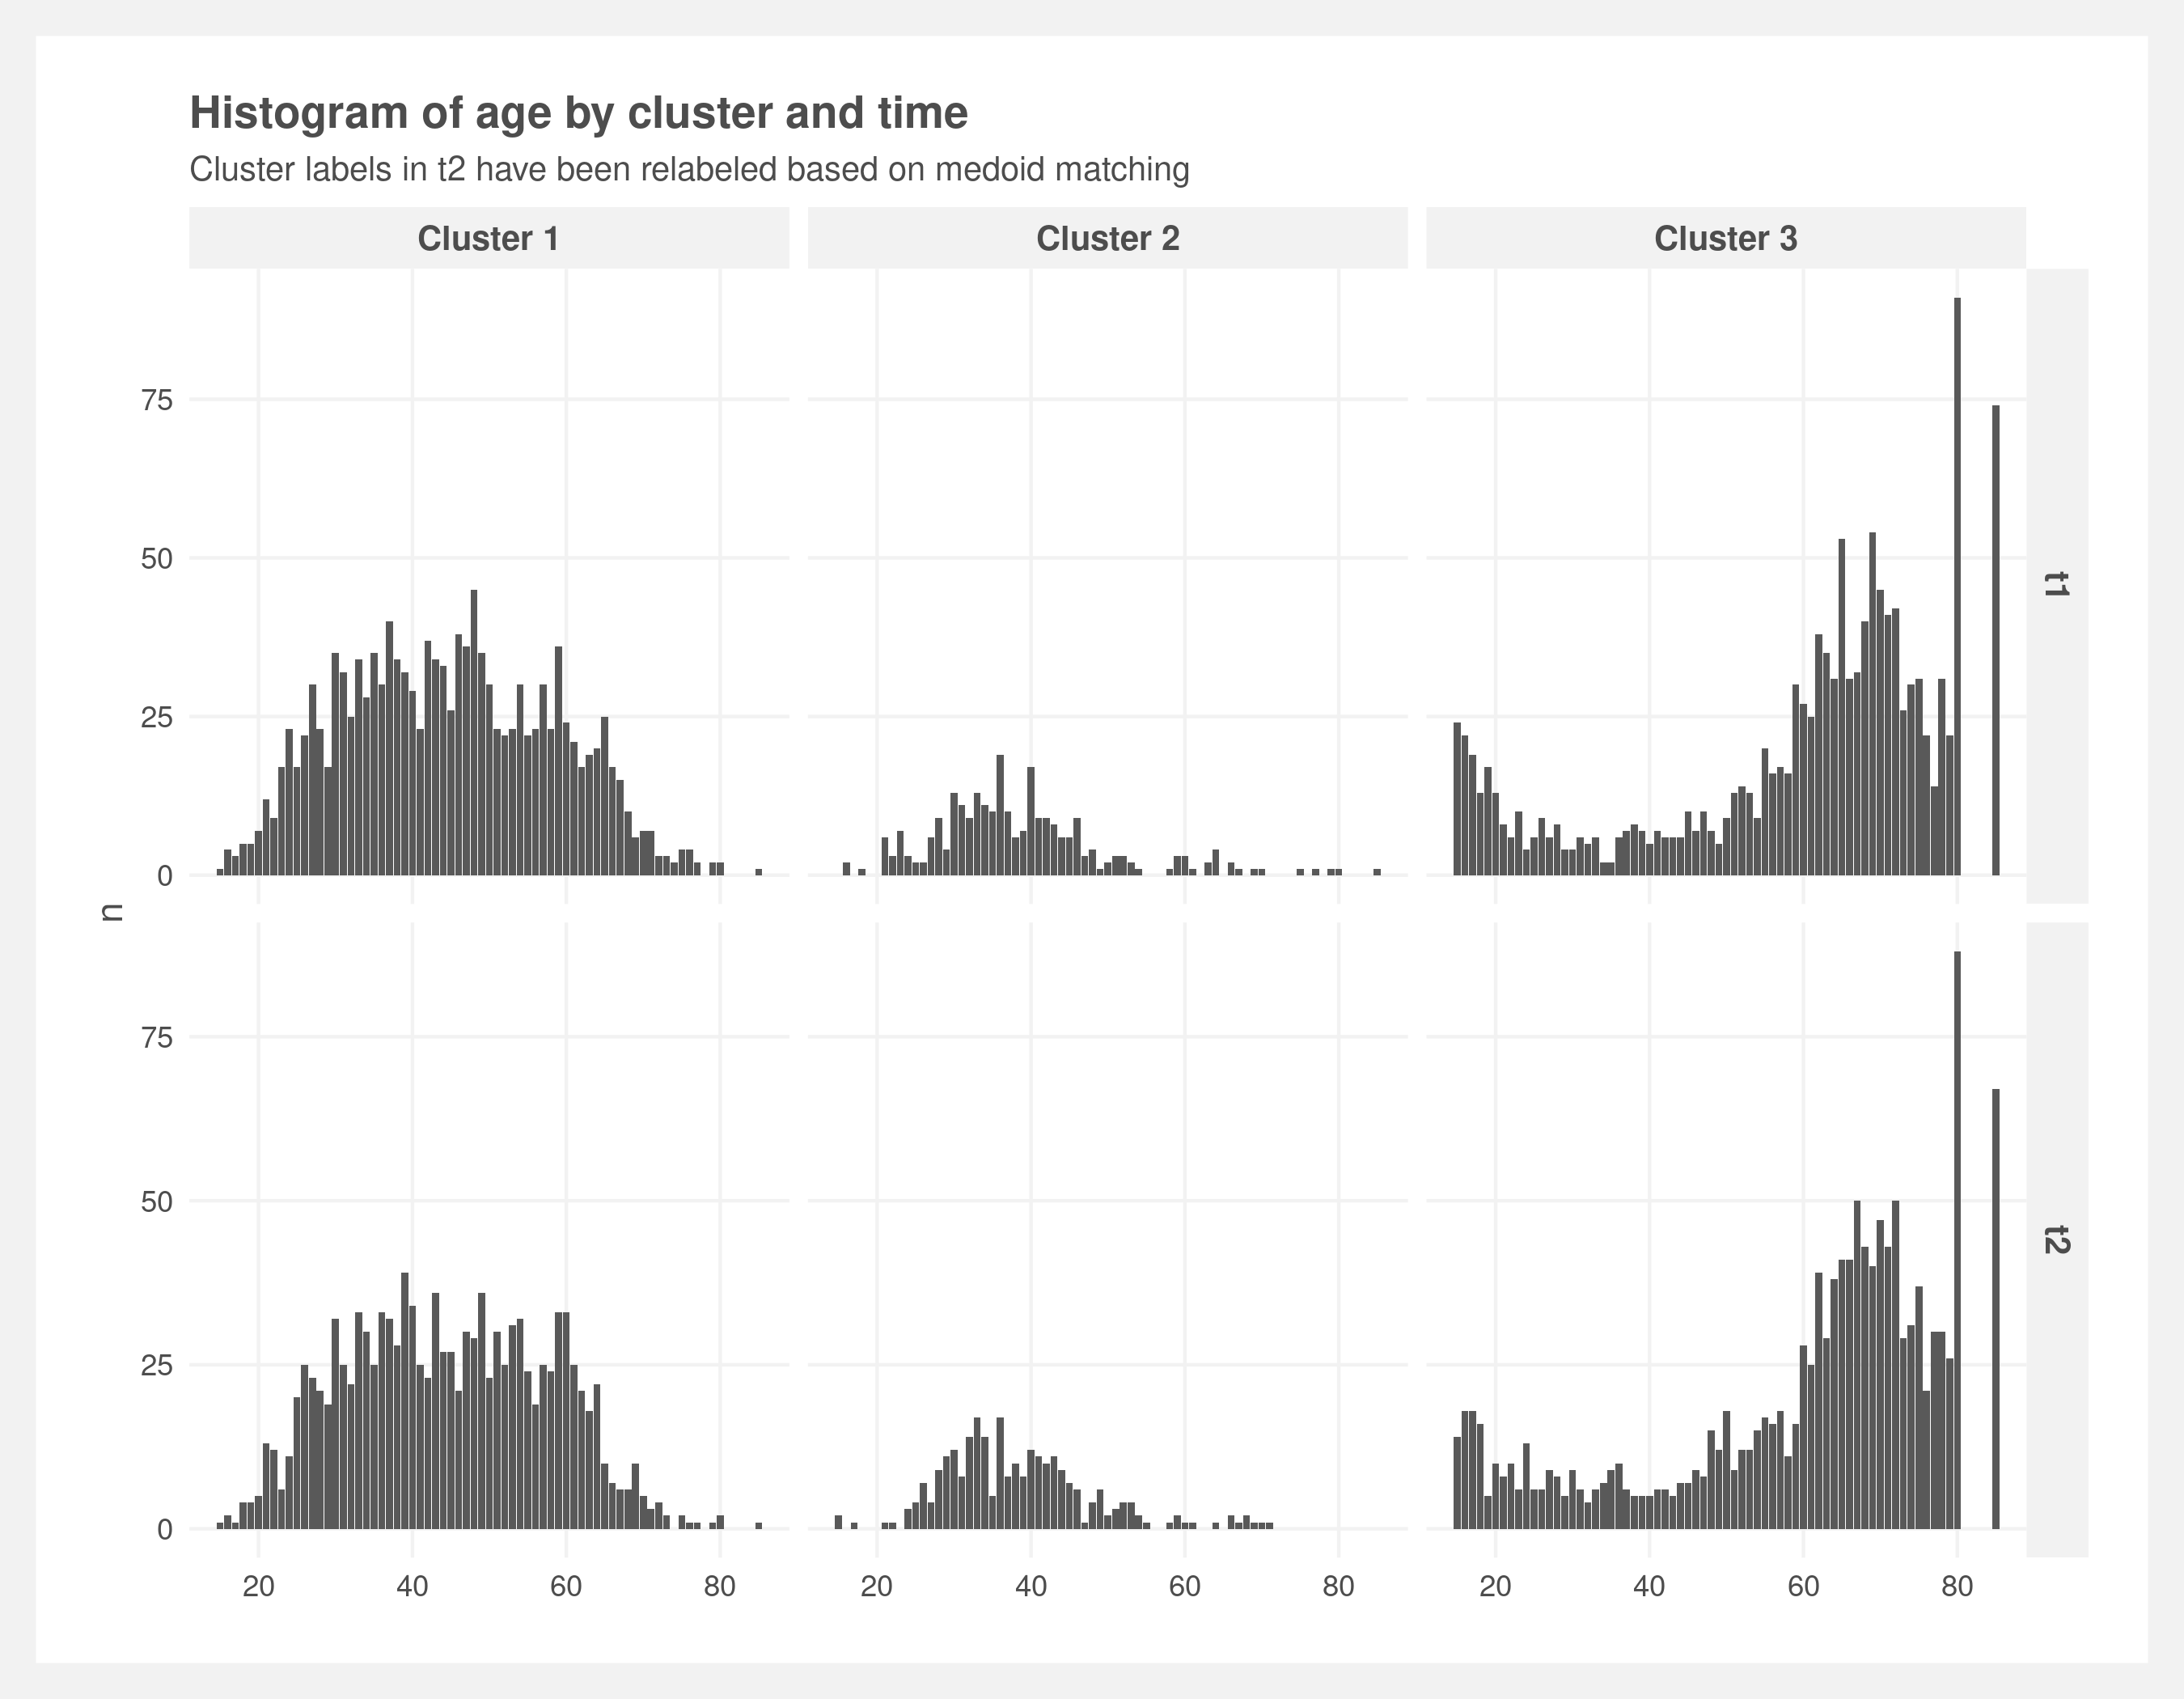 Histogram of age by cluster and time
Cluster labels in t2 have been relabeled based on medoid matching
Cluster 1 Cluster 2 Cluster 3
75
50
25
0
t1
n
75
50
25
0
t2
20 40 60 80 20 40 60 80 20 40 60 80